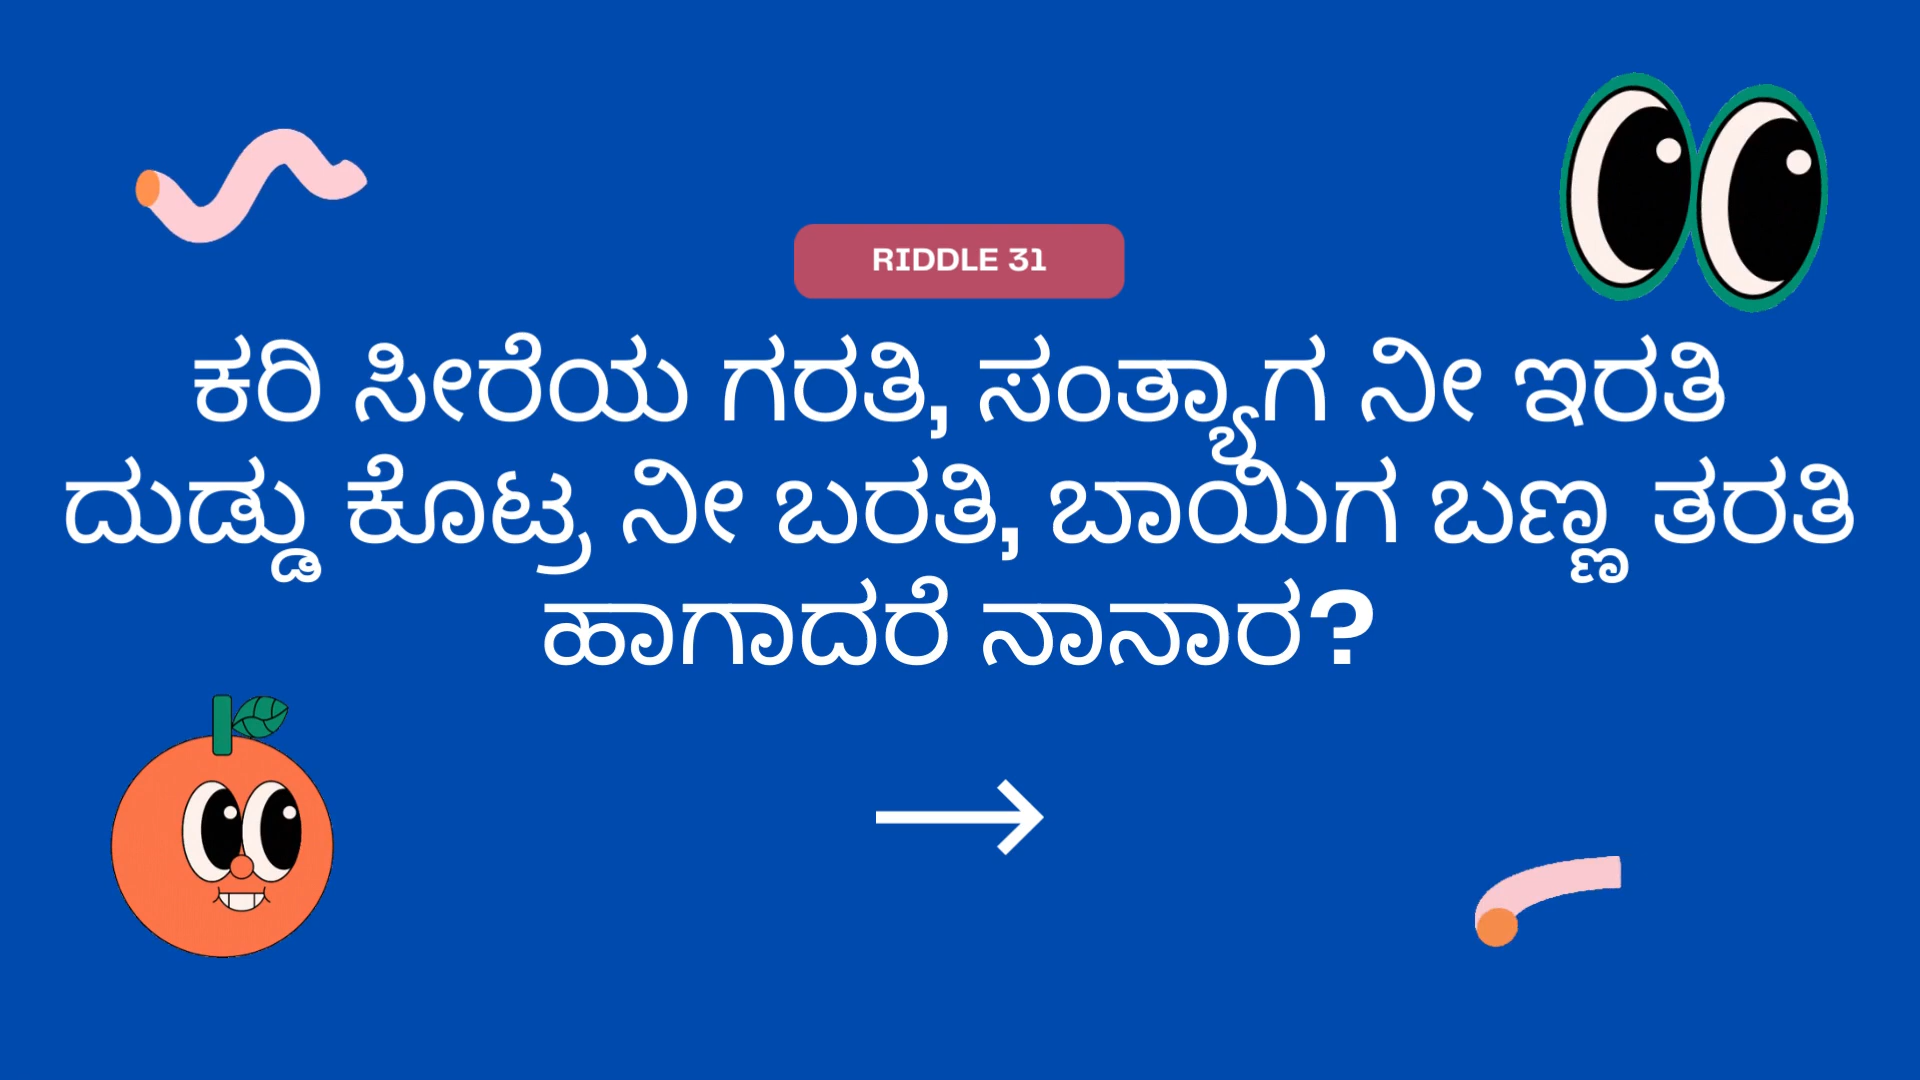 RIDDLE 31
ಕರಿ ಸೀರೆಯ ಗರತಿ, ಸಂತ್ಯಾಗ ನೀ ಇರತಿ
ದುಡ್ಡು ಕೊಟ್ರ ನೀ ಬರತಿ, ಬಾಯಿಗ ಬಣ್ಣ ತರತಿ
ಹಾಗಾದರೆ ನಾನಾರ?